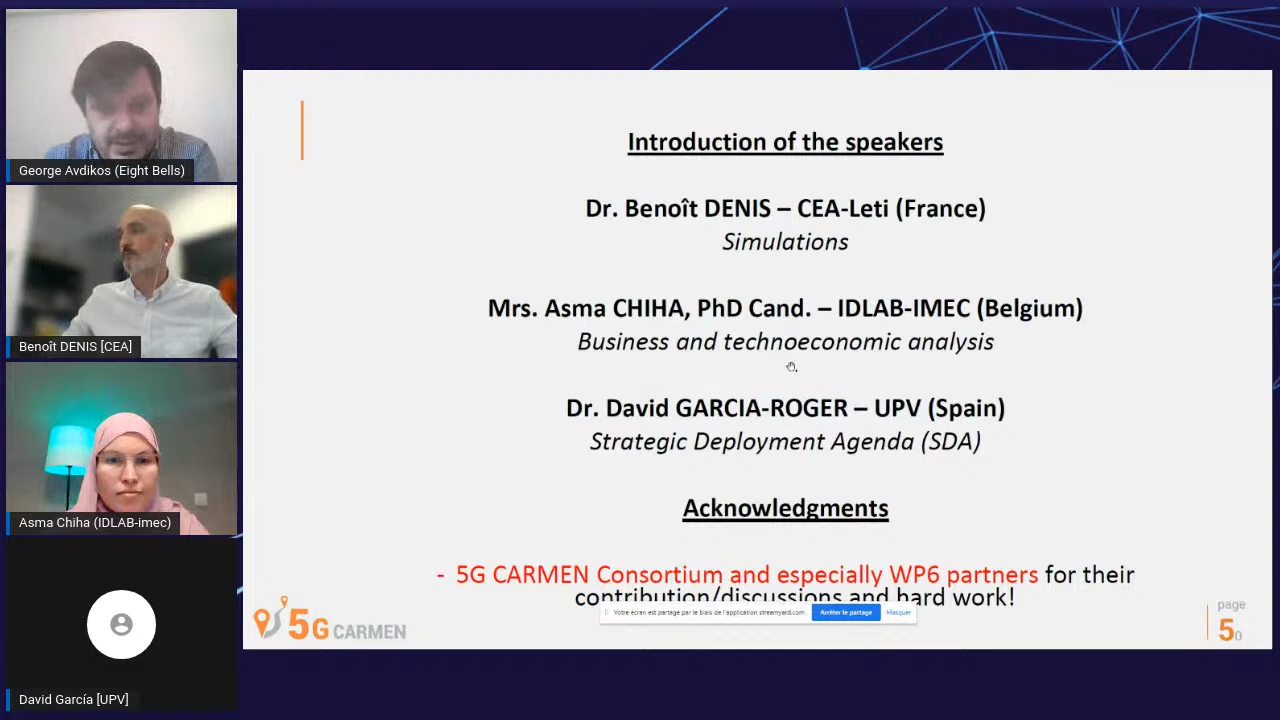 George Avdikos (Eight Bells)
Benoît DENIS [CEA]
Asma Chiha (IDLAB-imec)
David García [UPV]
Introduction of the speakers
Dr. Benoît DENIS – CEA-Leti (France)
Simulations
Mrs. Asma CHIHA, PhD Cand. – IDLAB-IMEC (Belgium)
Business and technoeconomic analysis
Dr. David GARCIA-ROGER – UPV (Spain)
Strategic Deployment Agenda (SDA)
Acknowledgments
- 5G CARMEN Consortium and especially WP6 partners for their
contribution/discussions and hard work!
Votre écran est partagé par le biais de l'application streamyard.com. Arrêter le partage Masquer
5G CARMEN
page
50